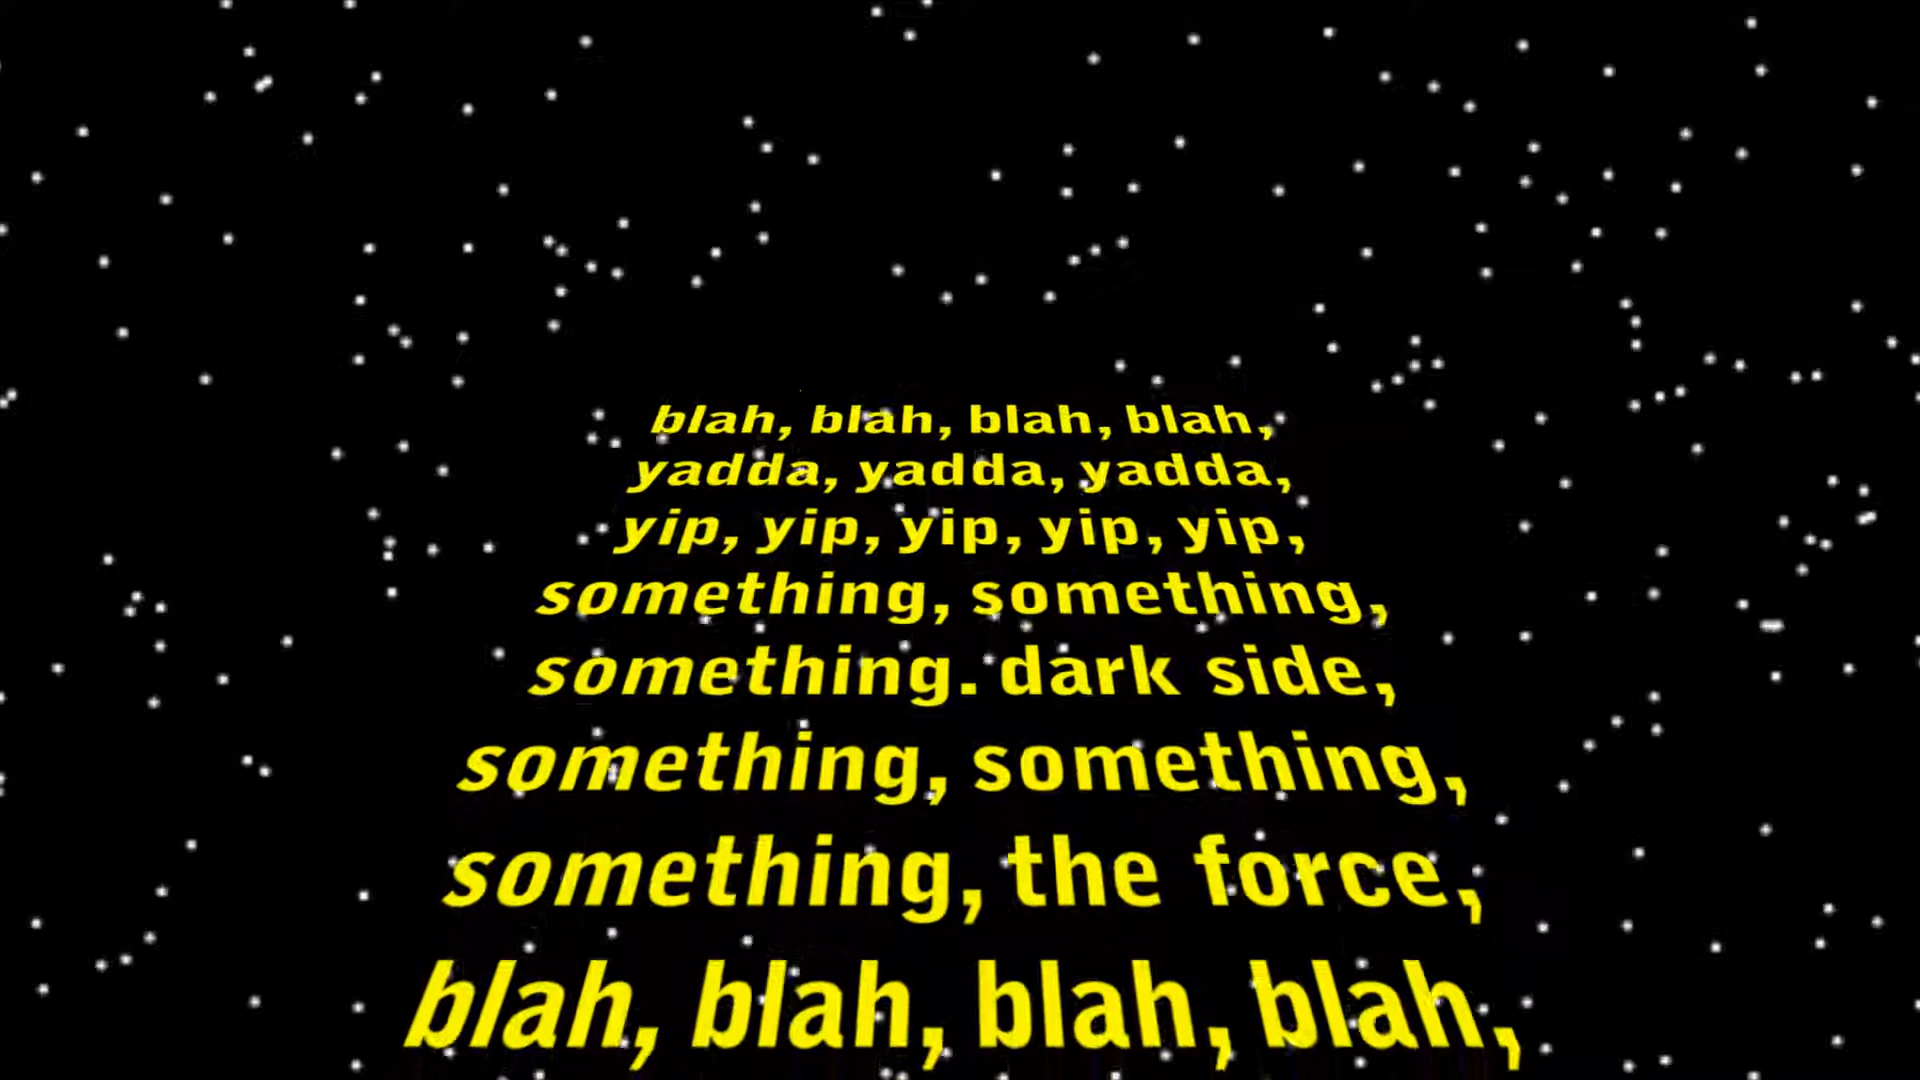 blah, blah, blah, blah,
yadda, yadda, yadda,
yip, yip, yip, yip, yip,
something, something,
something. dark side,
something, something,
something, the force,
blah, blah, blah, blah,